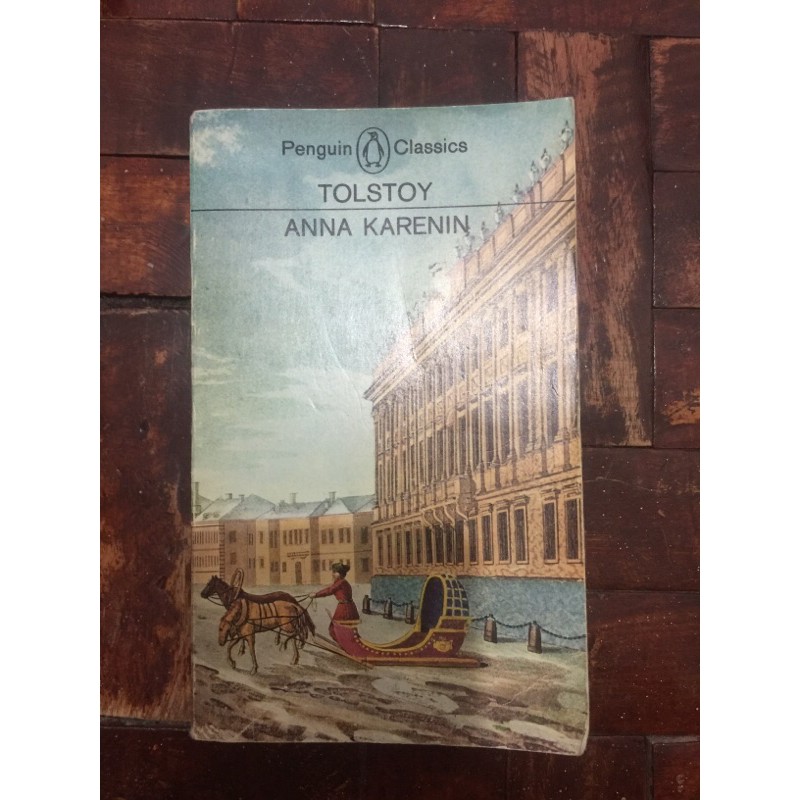 Penguin Classics
TOLSTOY
ANNA KARENIN